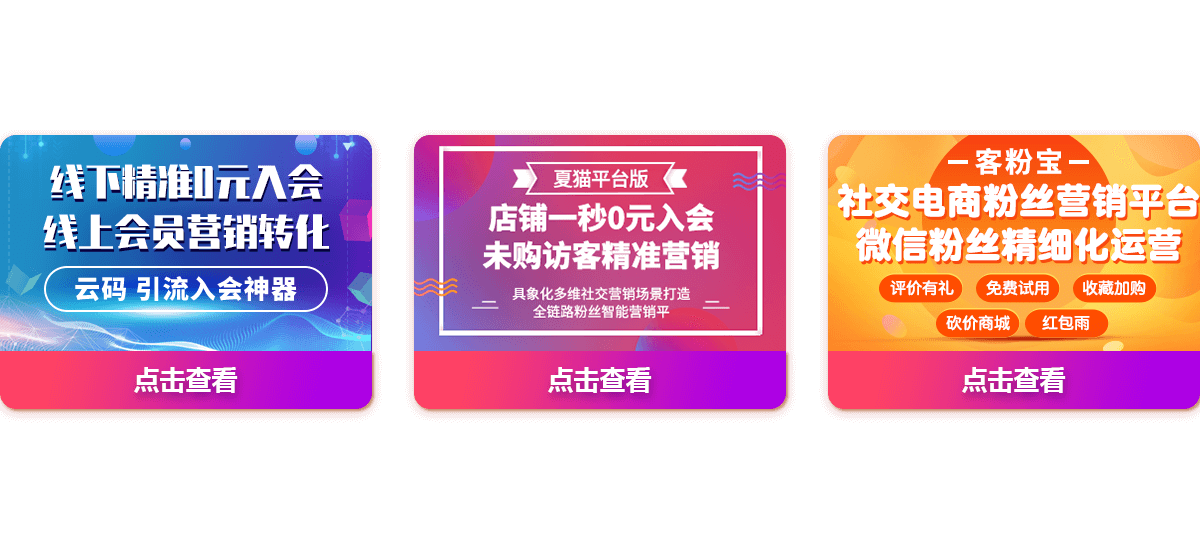 线下精准0元入会
线上会员营销转化
云码 引流入会神器
点击查看
夏猫平台版
店铺一秒0元入会
未购访客精准营销
具象化多维社交营销场景打造
全链路粉丝智能营销平
点击查看
客粉宝
社交电商粉丝营销平台
微信粉丝精细化运营
评价有礼 免费试用 收藏加购
砍价商城 红包雨
点击查看